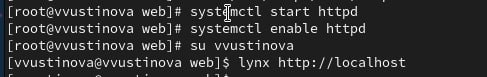 [root@vvustinova web]# systemctl start httpd
[root@vvustinova web]# systemctl enable httpd
[root@vvustinova web]# su vvustinova
[vvustinova@vvustinova web]$ lynx http://localhost